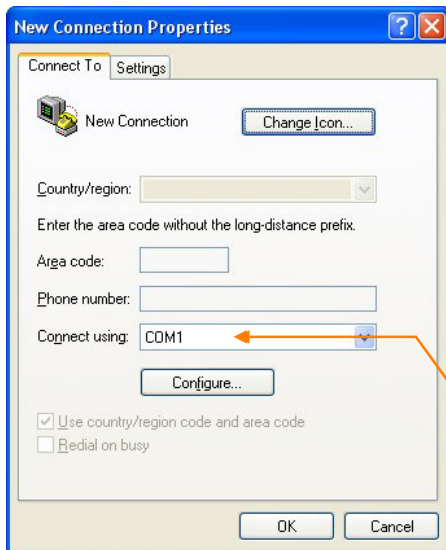 New Connection Properties
Connect To Settings
New Connection Change Icon...
Country/region:
Enter the area code without the long-distance prefix.
Area code:
Phone number:
Connect using: COM1
Configure...
Use country/region code and area code
Redial on busy
OK Cancel